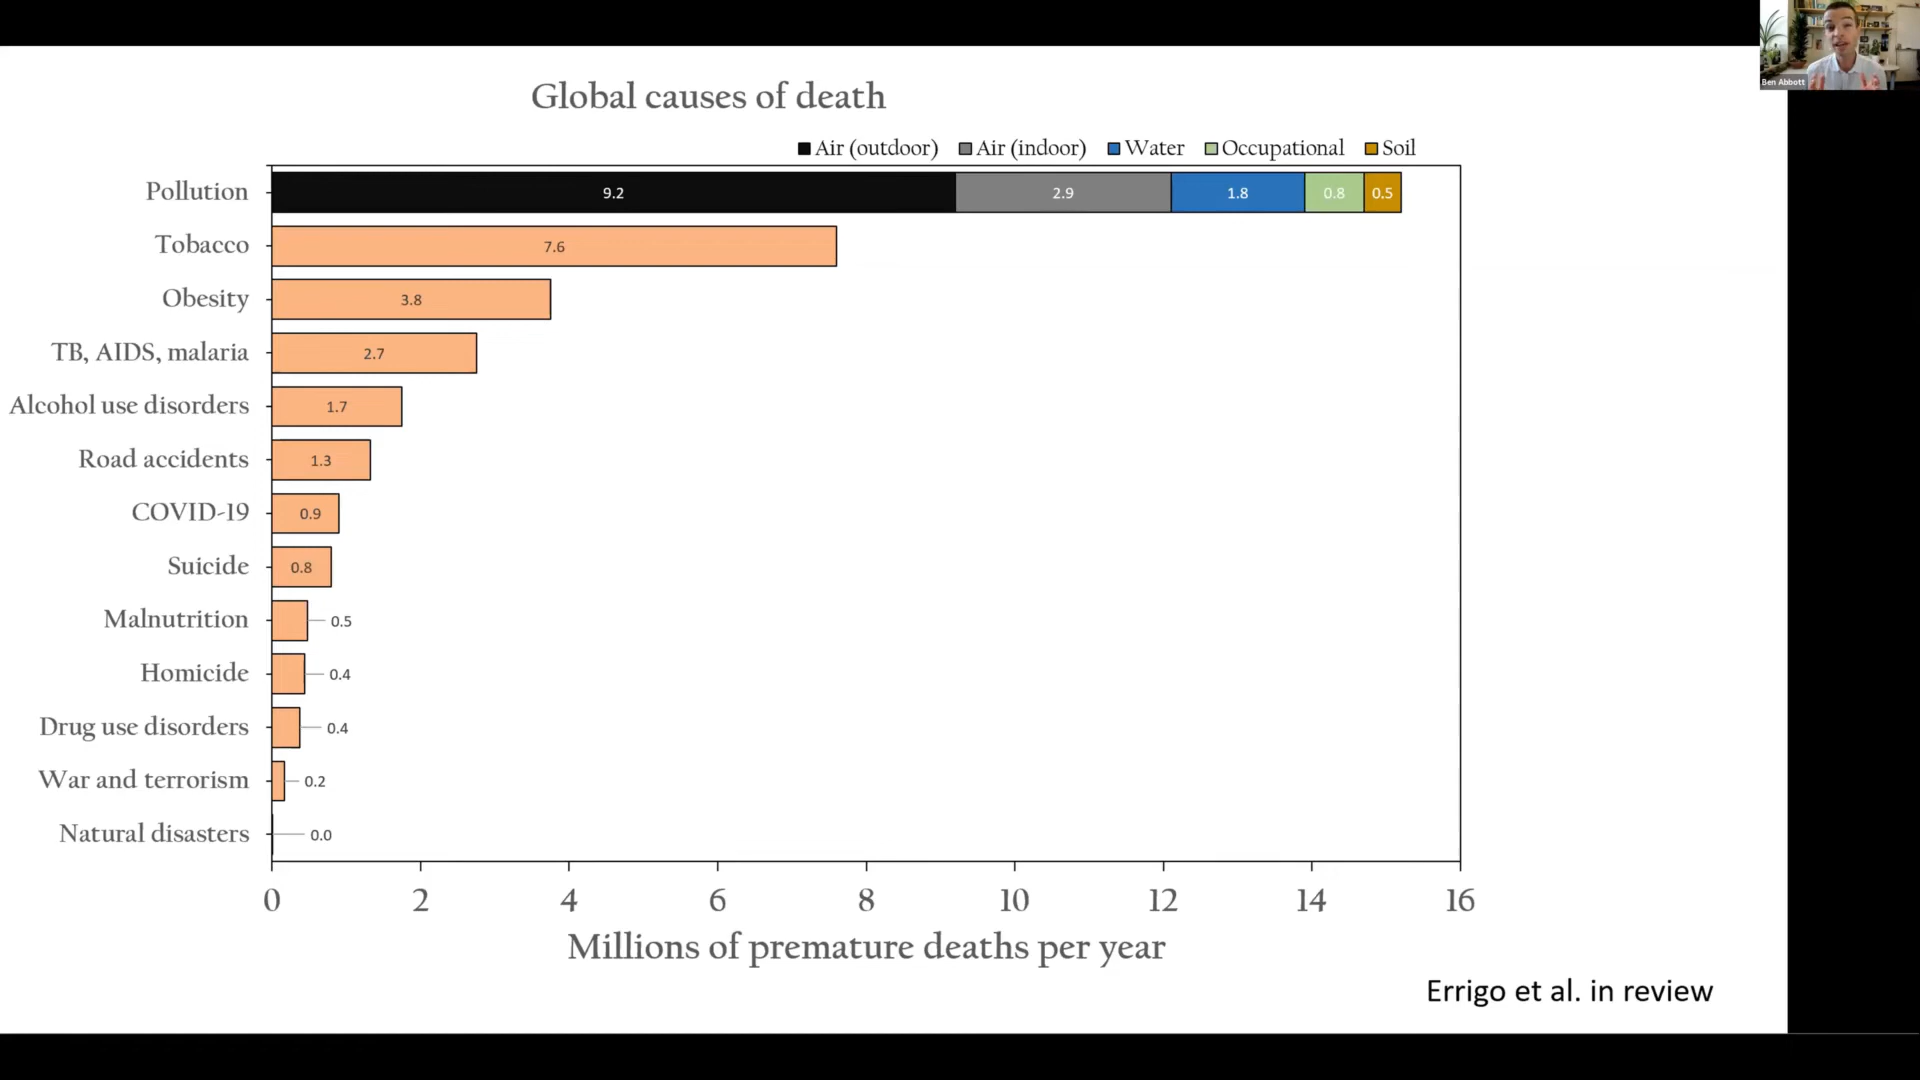 Ben Abbott
Global causes of death
Air (outdoor) Air (indoor) Water Occupational Soil
Pollution 9.2 2.9 1.8 0.8 0.5
Tobacco 7.6
Obesity 3.8
TB, AIDS, malaria 2.7
Alcohol use disorders 1.7
Road accidents 1.3
COVID-19 0.9
Suicide 0.8
Malnutrition 0.5
Homicide 0.4
Drug use disorders 0.4
War and terrorism 0.2
Natural disasters 0.0
0 2 4 6 8 10 12 14 16
Millions of premature deaths per year
Errigo et al. in review